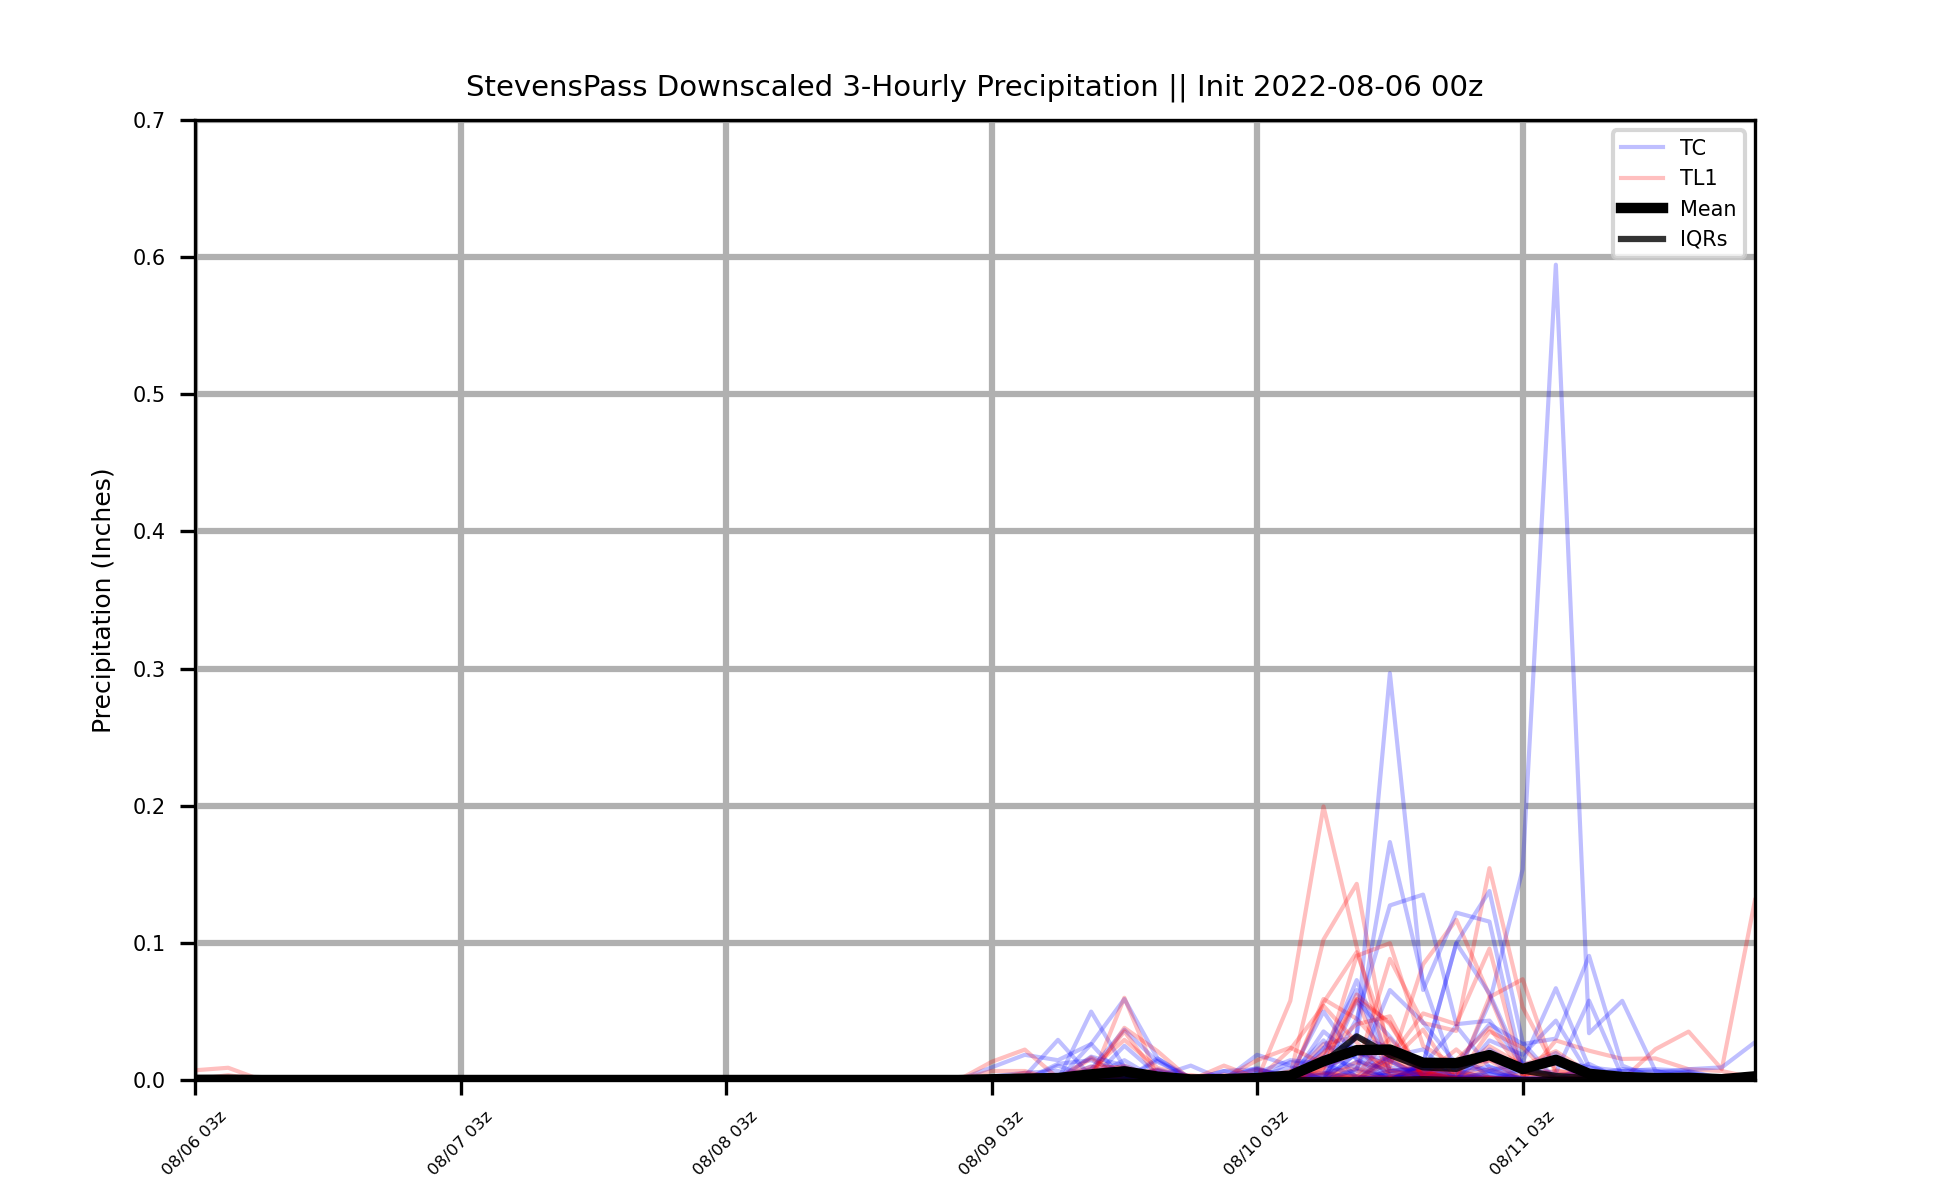 StevensPass Downscaled 3-Hourly Precipitation || Init 2022-08-06 00z
Precipitation (Inches)
0.7
0.6
0.5
0.4
0.3
0.2
0.1
0.0
TC
TL1
Mean
IQRs
08/06 03z
08/07 03z
08/08 03z
08/09 03z
08/10 03z
08/11 03z